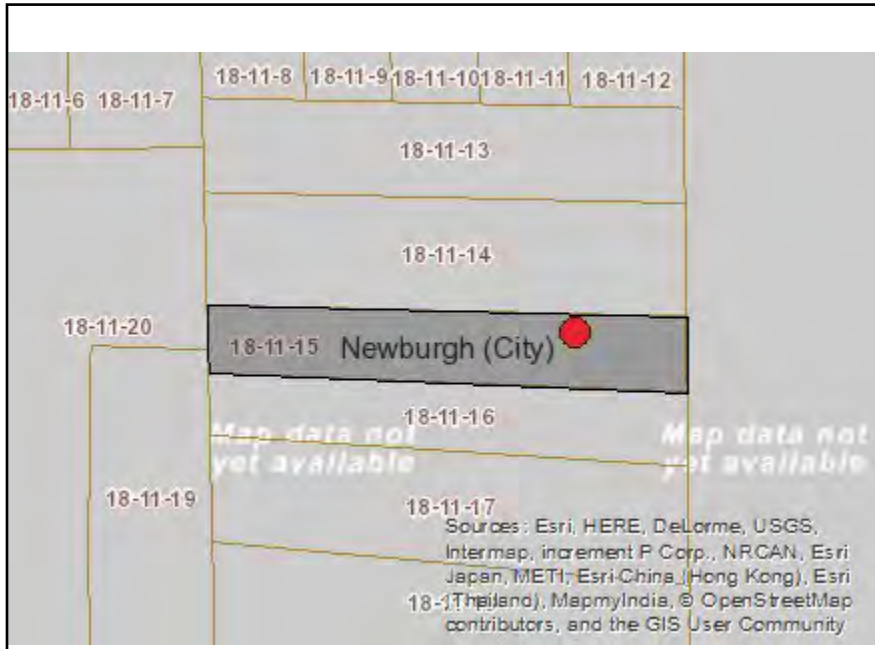 18-11-8
18-11-9
18-11-10
18-11-11
18-11-12
18-11-6
18-11-7
18-11-13
18-11-14
18-11-20
18-11-15
Newburgh (City)
18-11-16
Map data not
yet available
Map data not
yet available
18-11-19
18-11-17
Sources: Esri, HERE, DeLorme, USGS,
Intermap, increment P Corp., NRCAN, Esri
Japan, METI, Esri China (Hong Kong), Esri
(Thailand), MapmyIndia, © OpenStreetMap
contributors, and the GIS User Community